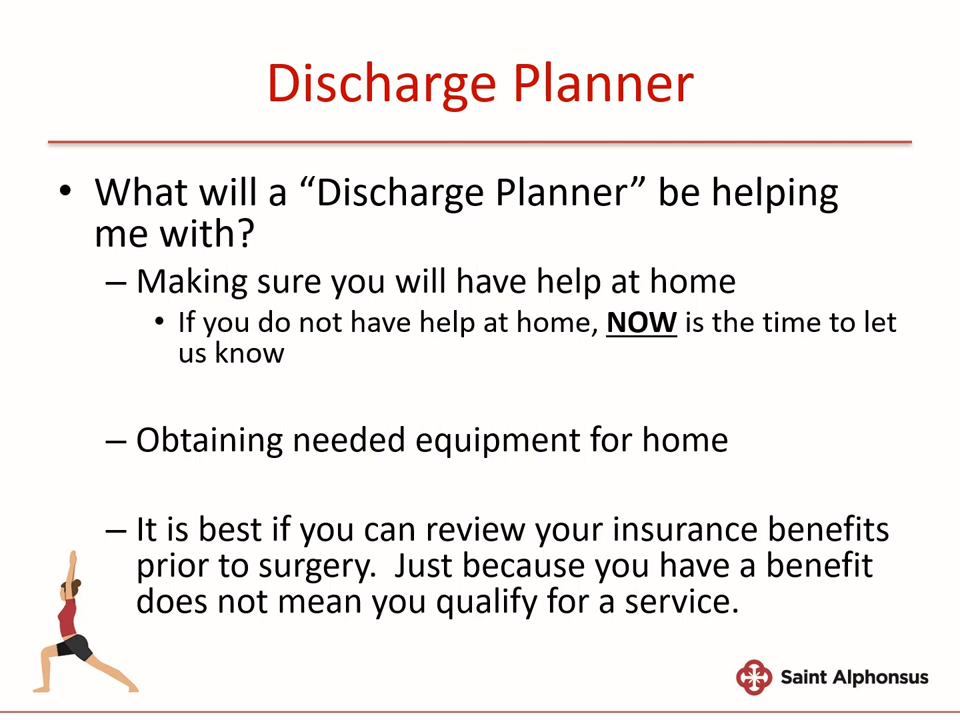 Discharge Planner
• What will a “Discharge Planner” be helping
me with?
– Making sure you will have help at home
• If you do not have help at home, NOW is the time to let
us know
– Obtaining needed equipment for home
– It is best if you can review your insurance benefits
prior to surgery.  Just because you have a benefit
does not mean you qualify for a service.
Saint Alphonsus